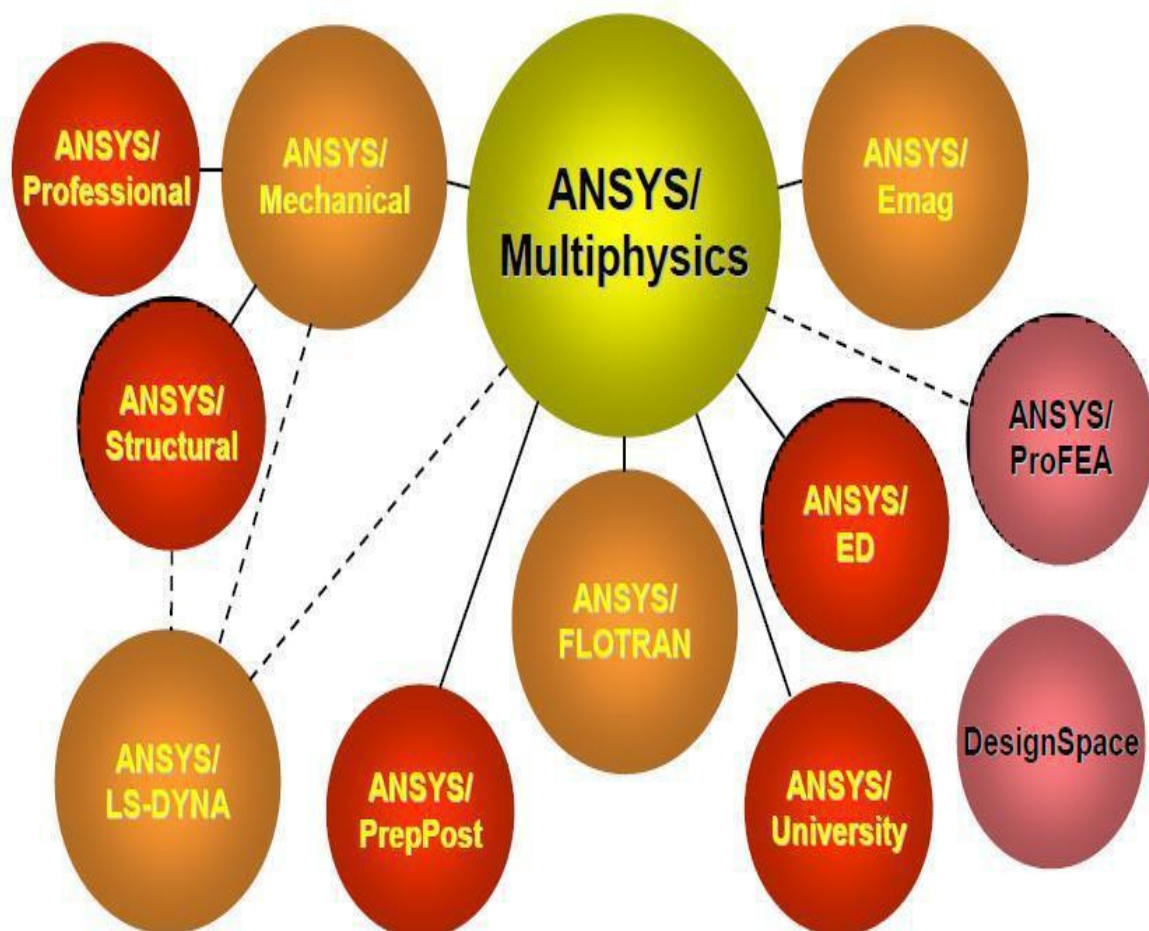 ANSYS/
Professional
ANSYS/
Mechanical
ANSYS/
Multiphysics
ANSYS/
Emag
ANSYS/
Structural
ANSYS/
ProFEA
ANSYS/
ED
ANSYS/
FLOTRAN
ANSYS/
LS-DYNA
ANSYS/
PrepPost
ANSYS/
University
DesignSpace